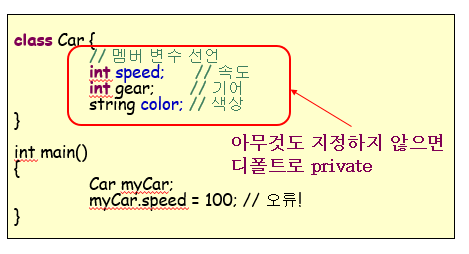 class Car {
// 멤버 변수 선언
int speed; // 속도
int gear; // 기어
string color; // 색상
}
아무것도 지정하지 않으면
디폴트로 private
int main()
{
Car myCar;
myCar.speed = 100; // 오류!
}